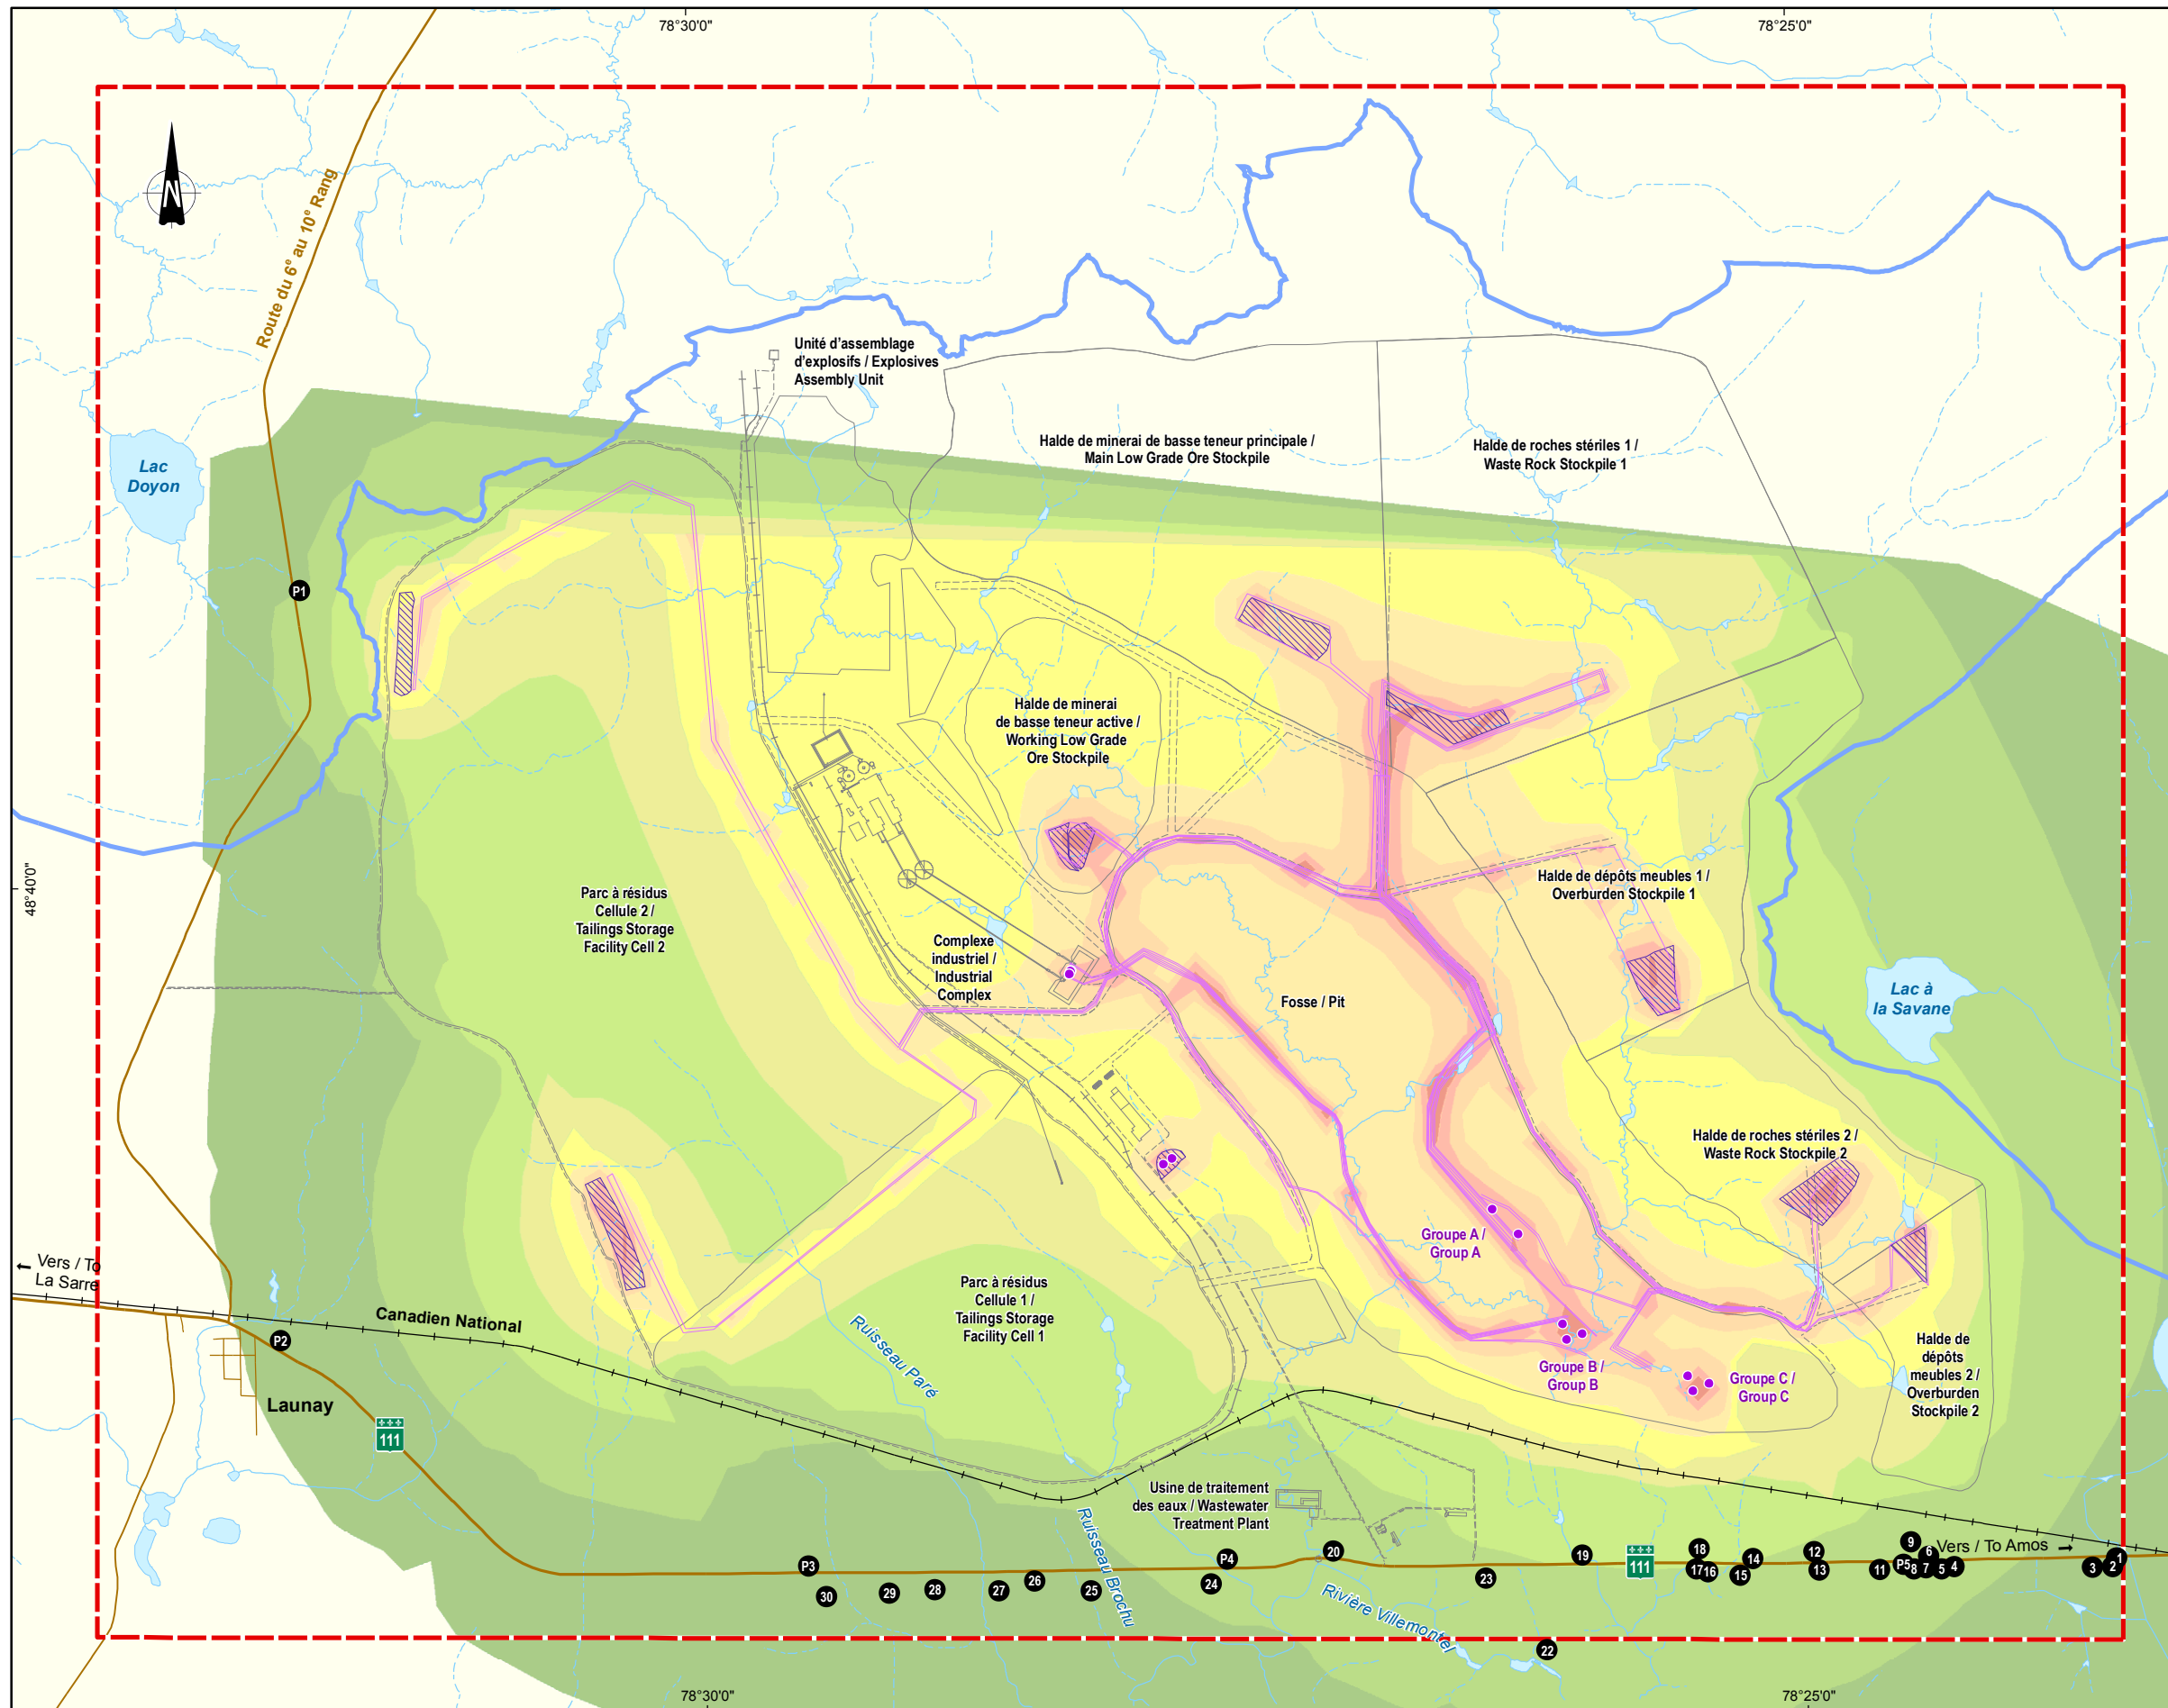 78°30'0"
78°25'0"
N
Route du 6e au 10e Rang
Unité d'assemblage
d'explosifs / Explosives
Assembly Unit
Halde de minerai de basse teneur principale /
Main Low Grade Ore Stockpile
Halde de roches stériles 1 /
Waste Rock Stockpile 1
Lac
Doyon
P1
Halde de minerai
de basse teneur active /
Working Low Grade
Ore Stockpile
48°40'0"
Parc à résidus
Cellule 2 /
Tailings Storage
Facility Cell 2
Halde de dépôts meubles 1 /
Overburden Stockpile 1
Complexe
industriel /
Industrial
Complex
Fosse / Pit
Lac à
la Savane
Halde de roches stériles 2 /
Waste Rock Stockpile 2
Groupe A /
Group A
Vers / To
La Sarre
Canadien National
P2
Launay
111
Parc à résidus
Cellule 1 /
Tailings Storage
Facility Cell 1
Ruisseau Paré
Groupe B /
Group B
Groupe C /
Group C
Halde de
dépôts
meubles 2 /
Overburden
Stockpile 2
Usine de traitement
des eaux / Wastewater
Treatment Plant
Ruisseau Brochu
Rivière Villemontel
Vers / To Amos
111
P3
30
29
28
27
26
25
24
P4
20
23
22
19
18
17
16
15
14
12
13
11
P5
9
8
7
6
5
4
3
2
1
78°30'0"
78°25'0"